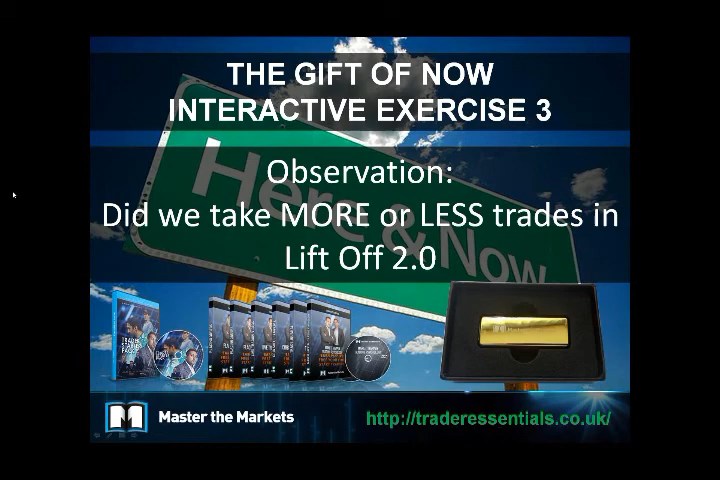 THE GIFT OF NOW
INTERACTIVE EXERCISE 3
Here & Now
Observation:
Did we take MORE or LESS trades in
Lift Off 2.0
Master the Markets
http://traderessentials.co.uk/